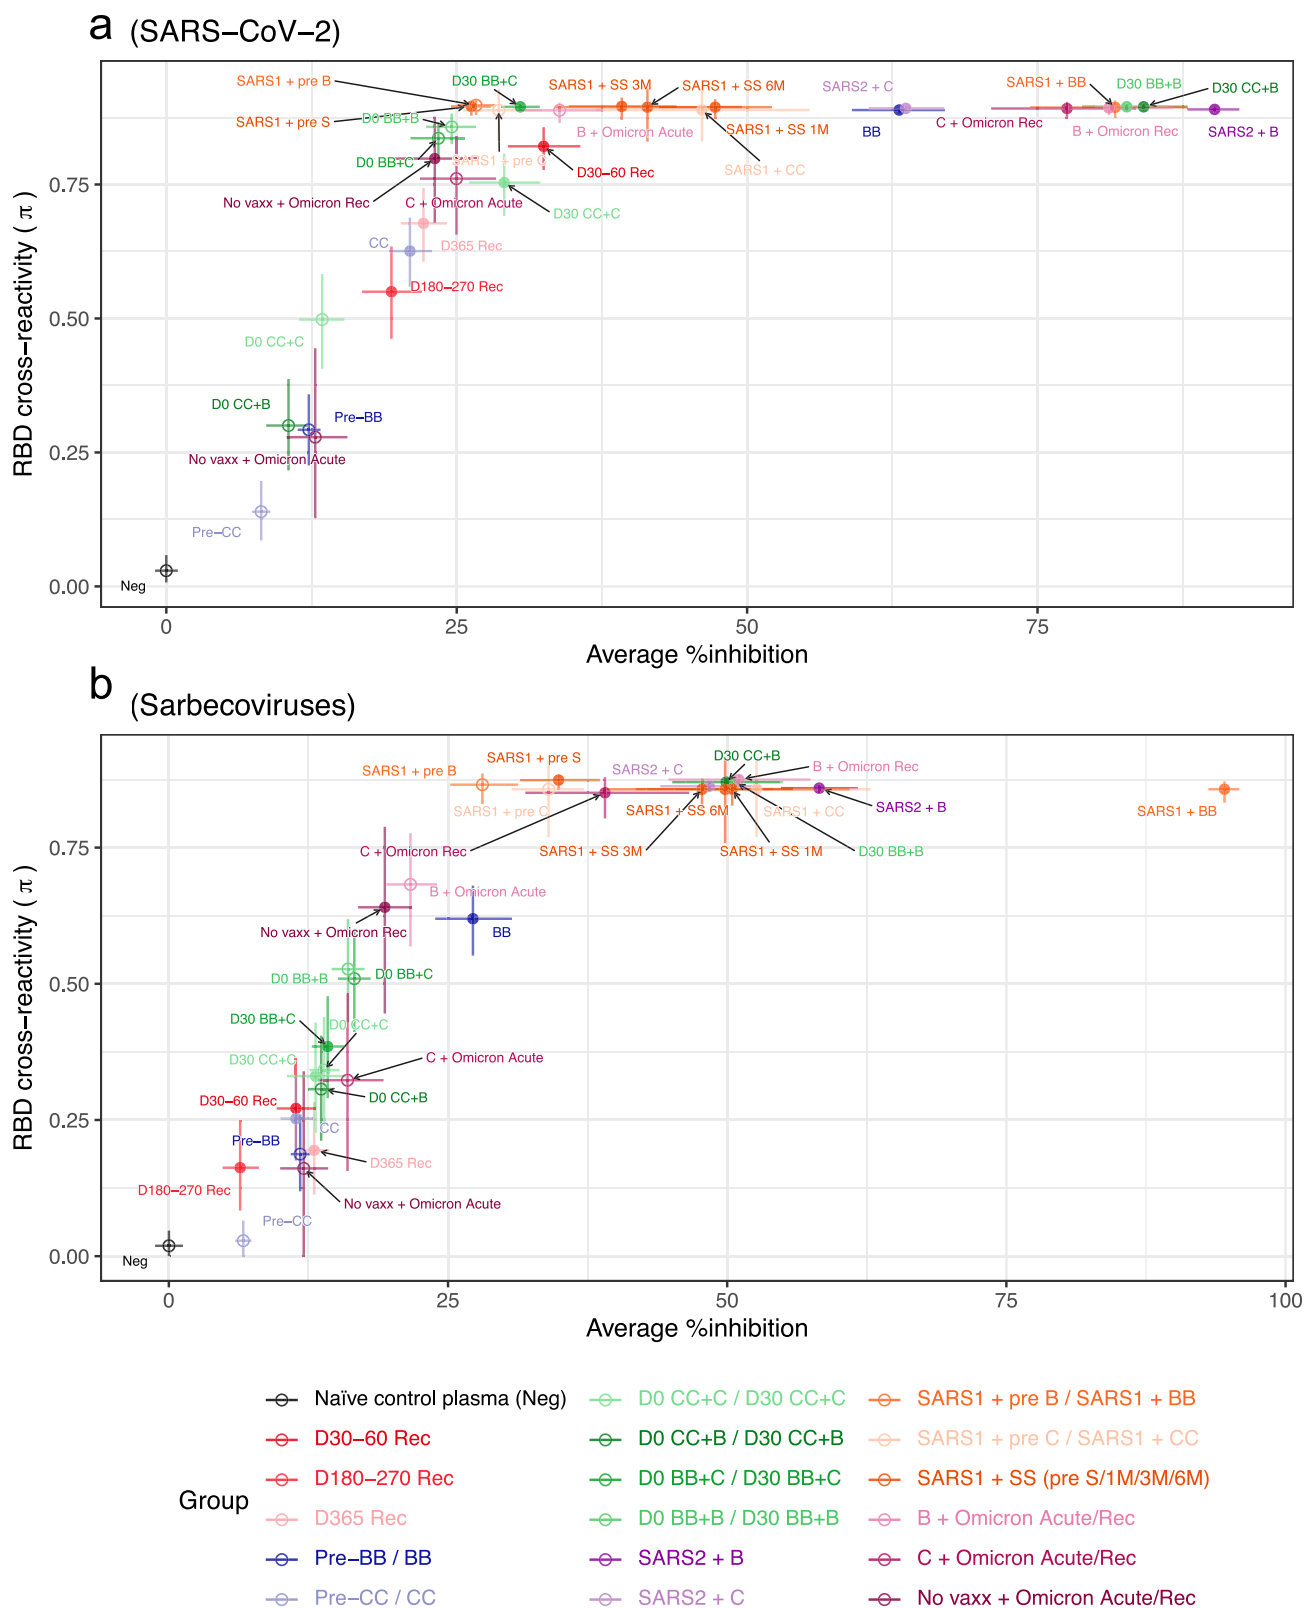 a (SARS−CoV−2)
SARS1 + pre B
D30 BB+C
SARS1 + SS 3M
SARS1 + SS 6M
SARS2 + C
SARS1 + BB
D30 BB+B
D30 CC+B
SARS1 + pre S
D0 BB+B
B + Omicron Acute
SARS1 + SS 1M
BB
C + Omicron Rec
B + Omicron Rec
SARS2 + B
D0 BB+C
SARS1 + pre C
D30−60 Rec
SARS1 + CC
No vaxx + Omicron Rec
C + Omicron Acute
D30 CC+C
CC
D365 Rec
D180−270 Rec
D0 CC+C
D0 CC+B
Pre−BB
No vaxx + Omicron Acute
Pre−CC
Neg
RBD cross−reactivity ( π )
0.75
0.50
0.25
0.00
0 25 50 75
Average %inhibition
b (Sarbecoviruses)
SARS1 + pre B
SARS1 + pre S
SARS2 + C
D30 CC+B
B + Omicron Rec
SARS1 + pre C
SARS1 + SS 6M
SARS1 + CC
SARS2 + B
SARS1 + BB
C + Omicron Rec
SARS1 + SS 3M
SARS1 + SS 1M
D30 BB+B
B + Omicron Acute
No vaxx + Omicron Rec
BB
D0 BB+B
D0 BB+C
D30 BB+C
D0 CC+C
D30 CC+C
C + Omicron Acute
D30−60 Rec
D0 CC+B
CC
Pre−BB
D365 Rec
D180−270 Rec
No vaxx + Omicron Acute
Pre−CC
Neg
RBD cross−reactivity ( π )
0.75
0.50
0.25
0.00
0 25 50 75 100
Average %inhibition
Group
Naïve control plasma (Neg)
D30−60 Rec
D180−270 Rec
D365 Rec
Pre−BB / BB
Pre−CC / CC
D0 CC+C / D30 CC+C
D0 CC+B / D30 CC+B
D0 BB+C / D30 BB+C
D0 BB+B / D30 BB+B
SARS2 + B
SARS2 + C
SARS1 + pre B / SARS1 + BB
SARS1 + pre C / SARS1 + CC
SARS1 + SS (pre S/1M/3M/6M)
B + Omicron Acute/Rec
C + Omicron Acute/Rec
No vaxx + Omicron Acute/Rec